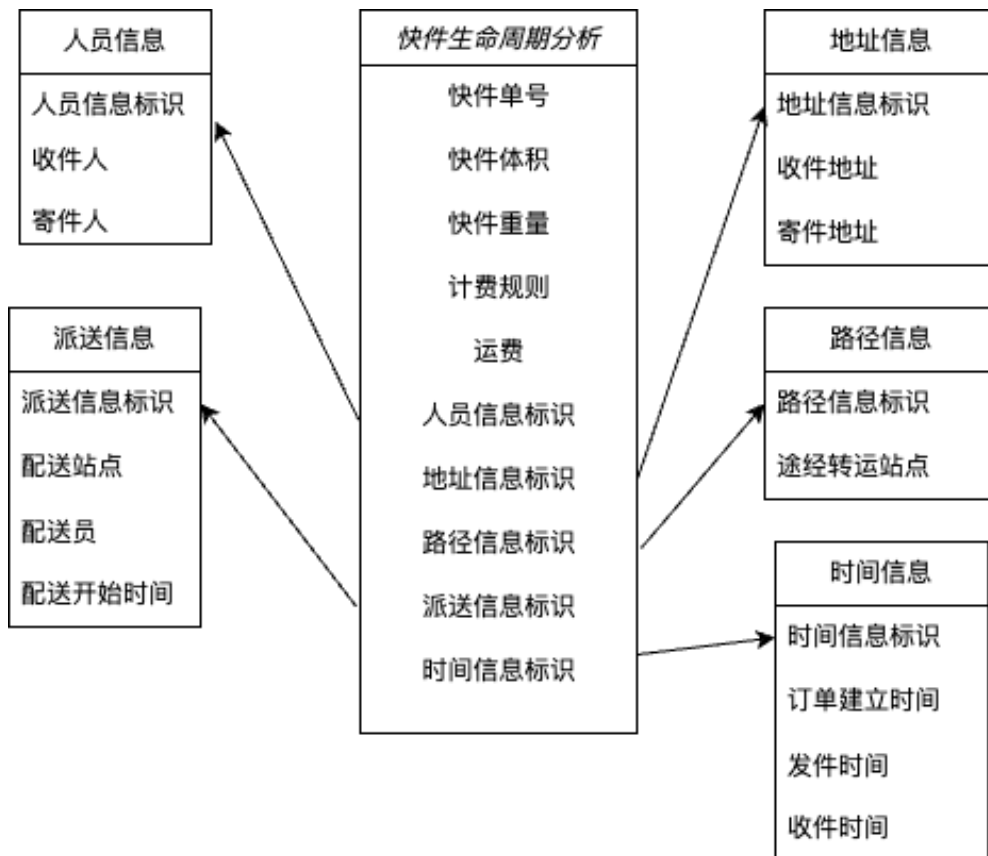 人员信息
人员信息标识
收件人
寄件人
派送信息
派送信息标识
配送站点
配送员
配送开始时间
快件生命周期分析
快件单号
快件体积
快件重量
计费规则
运费
人员信息标识
地址信息标识
路径信息标识
派送信息标识
时间信息标识
地址信息
地址信息标识
收件地址
寄件地址
路径信息
路径信息标识
途经转运站点
时间信息
时间信息标识
订单建立时间
发件时间
收件时间